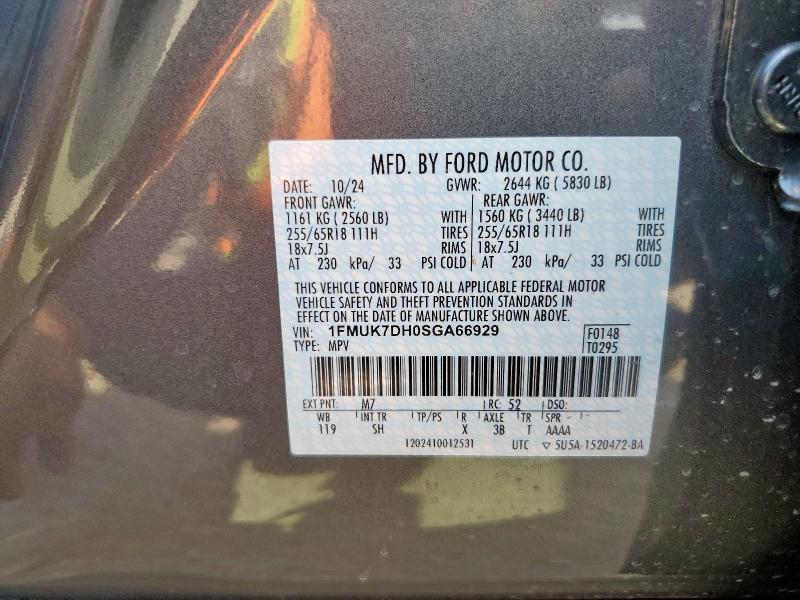 MFD. BY FORD MOTOR CO.
DATE: 10/24 GVWR: 2644 KG ( 5830 LB)
FRONT GAWR: REAR GAWR:
1161 KG ( 2560 LB) WITH 1560 KG ( 3440 LB) WITH
255/65R18 111H TIRES 255/65R18 111H TIRES
18x7.5J RIMS 18x7.5J RIMS
AT 230 kPa/ 33 PSI COLD AT 230 kPa/ 33 PSI COLD
THIS VEHICLE CONFORMS TO ALL APPLICABLE FEDERAL MOTOR
VEHICLE SAFETY AND THEFT PREVENTION STANDARDS IN
EFFECT ON THE DATE OF MANUFACTURE SHOWN ABOVE.
VIN: 1FMUK7DH0SGA66929 F0148
TYPE: MPV T0295
EXT PNT: M7 RC: 52 DSO:
WB INT TR TP/PS R AXLE TR SPR
119 SH X 3B T AAAA
1202410012531 UTC ▽ 5U5A-1520472-BA